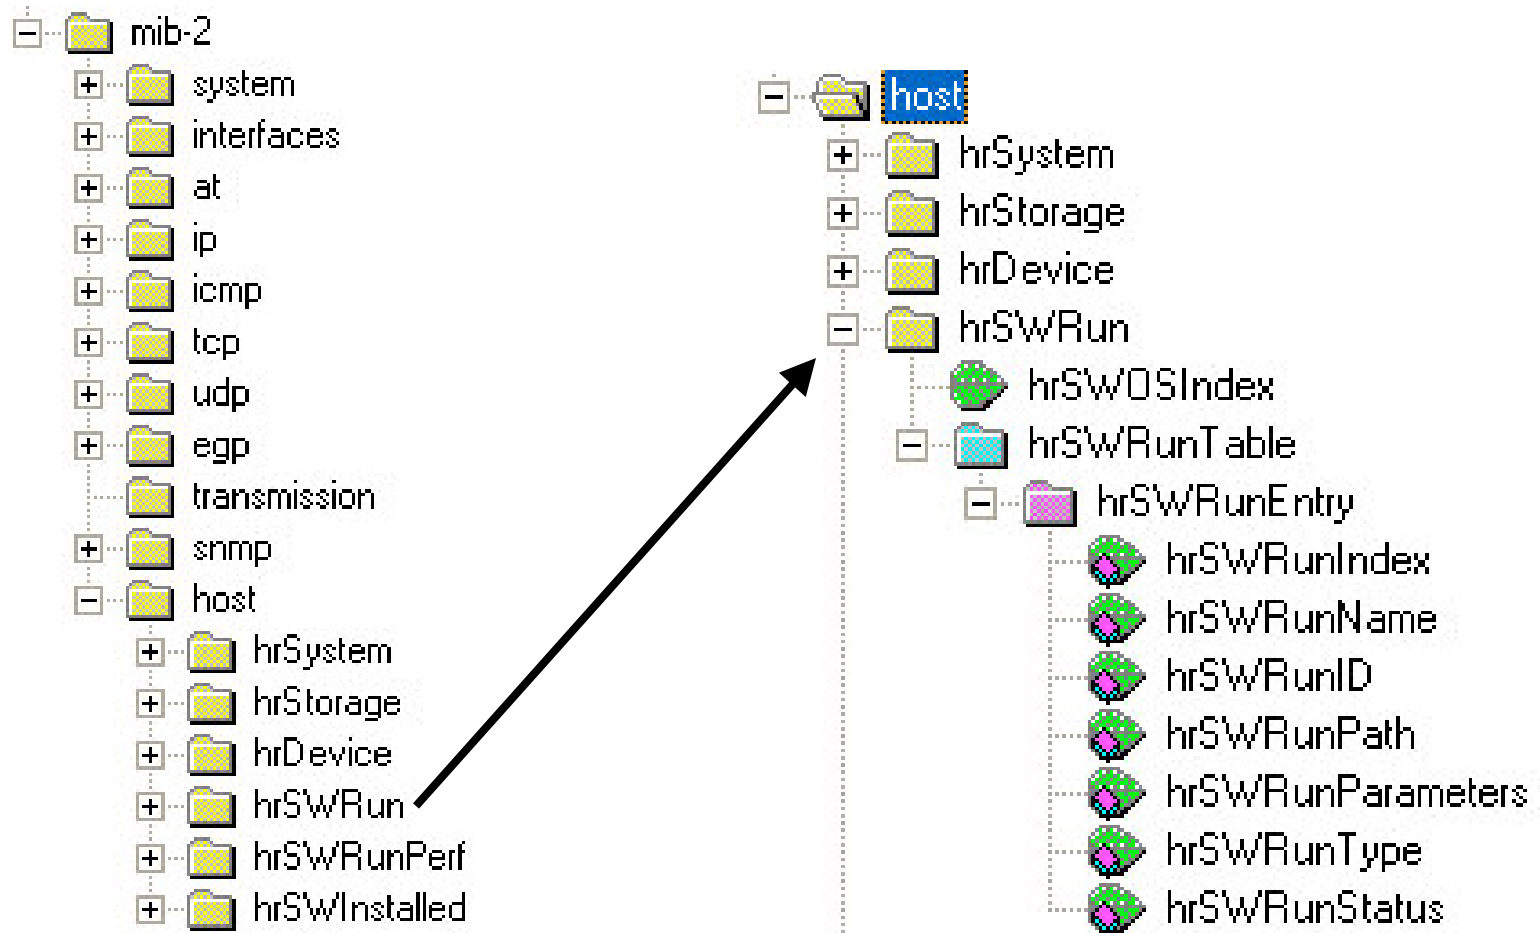 mib-2
system
interfaces
at
ip
icmp
tcp
udp
egp
transmission
snmp
host
hrSystem
hrStorage
hrDevice
hrSWRun
hrSWRunPerf
hrSWInstalled
host
hrSystem
hrStorage
hrDevice
hrSWRun
hrSWOSIndex
hrSWRunTable
hrSWRunEntry
hrSWRunIndex
hrSWRunName
hrSWRunID
hrSWRunPath
hrSWRunParameters
hrSWRunType
hrSWRunStatus